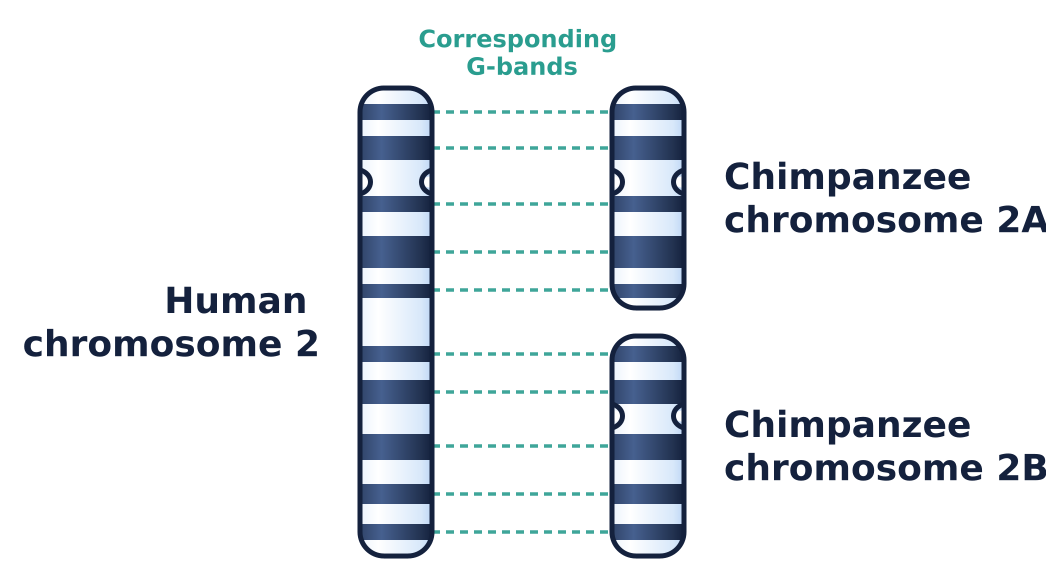 Corresponding
G-bands
Chimpanzee
chromosome 2A
Human
chromosome 2
Chimpanzee
chromosome 2B